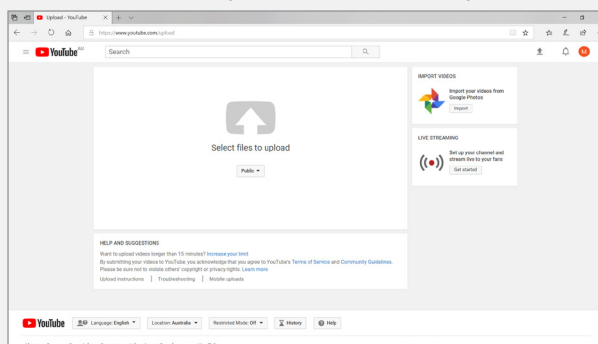 Upload - YouTube
https://www.youtube.com/upload
YouTube AU
Search
M
Select files to upload
Public
IMPORT VIDEOS
Import your videos from
Google Photos
Import
LIVE STREAMING
Set up your channel and
stream live to your fans
Get started
HELP AND SUGGESTIONS
Want to upload videos longer than 15 minutes? Increase your limit
By submitting your videos to YouTube, you acknowledge that you agree to YouTube's Terms of Service and Community Guidelines.
Please be sure not to violate others' copyright or privacy rights. Learn more
Upload instructions | Troubleshooting | Mobile uploads
YouTube
Language: English
Location: Australia
Restricted Mode: Off
History
Help